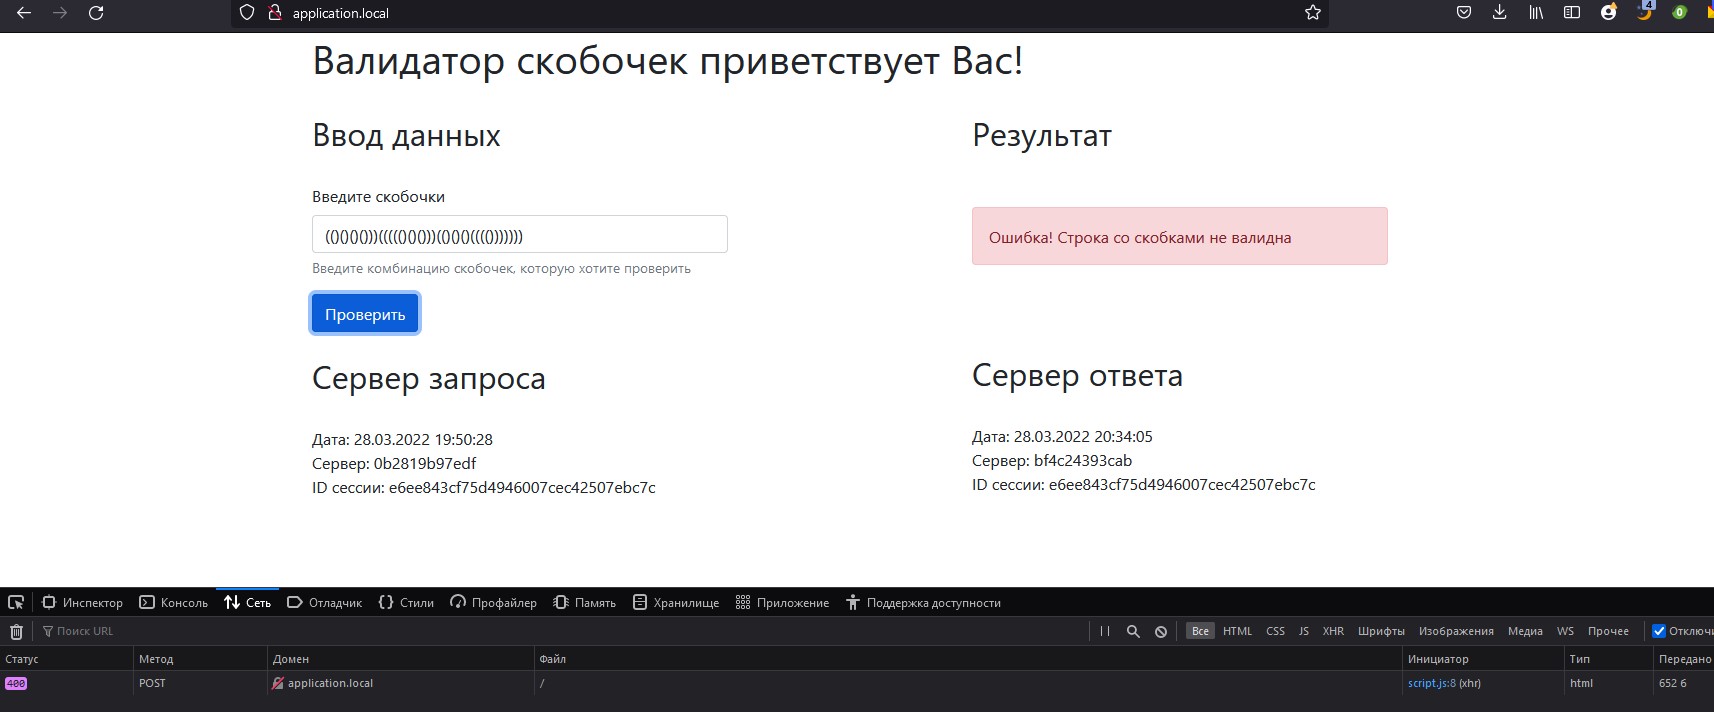 application.local
4
0
Валидатор скобочек приветствует Вас!
Ввод данных
Результат
Введите скобочки
(()()()()))((((()()()))(()()()(((())))))) 
Ошибка! Строка со скобками не валидна
Введите комбинацию скобочек, которую хотите проверить
Проверить
Сервер запроса
Сервер ответа
Дата: 28.03.2022 19:50:28
Сервер: 0b2819b97edf
ID сессии: e6ee843cf75d4946007cec42507ebc7c
Дата: 28.03.2022 20:34:05
Сервер: bf4c24393cab
ID сессии: e6ee843cf75d4946007cec42507ebc7c
Инспектор Консоль Сеть Отладчик Стили Профайлер Память Хранилище Приложение Поддержка доступности
Поиск URL Все HTML CSS JS XHR Шрифты Изображения Медиа WS Прочее Отключи
Статус Метод Домен Файл Инициатор Тип Передано
400 POST application.local / script.js:8 (xhr) html 652 б